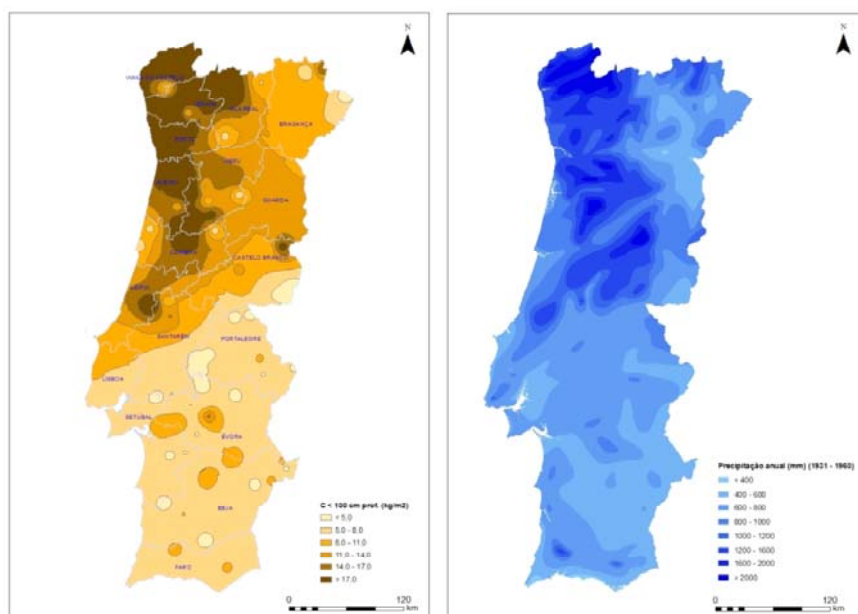 N
VIANA DO CASTELO
BRAGA
VILA REAL
BRAGANÇA
PORTO
VISEU
AVEIRO
GUARDA
COIMBRA
CASTELO BRANCO
LEIRIA
SANTARÉM
PORTALEGRE
LISBOA
SETUBAL
ÉVORA
BEJA
FARO
C < 100 cm prof. (kg/m2)
< 5,0
5,0 - 8,0
8,0 - 11,0
11,0 - 14,0
14,0 - 17,0
> 17,0
0 120
km
N
Precipitação anual (mm) (1931 - 1960)
< 400
400 - 600
600 - 800
800 - 1000
1000 - 1200
1200 - 1600
1600 - 2000
> 2000
0 120
km